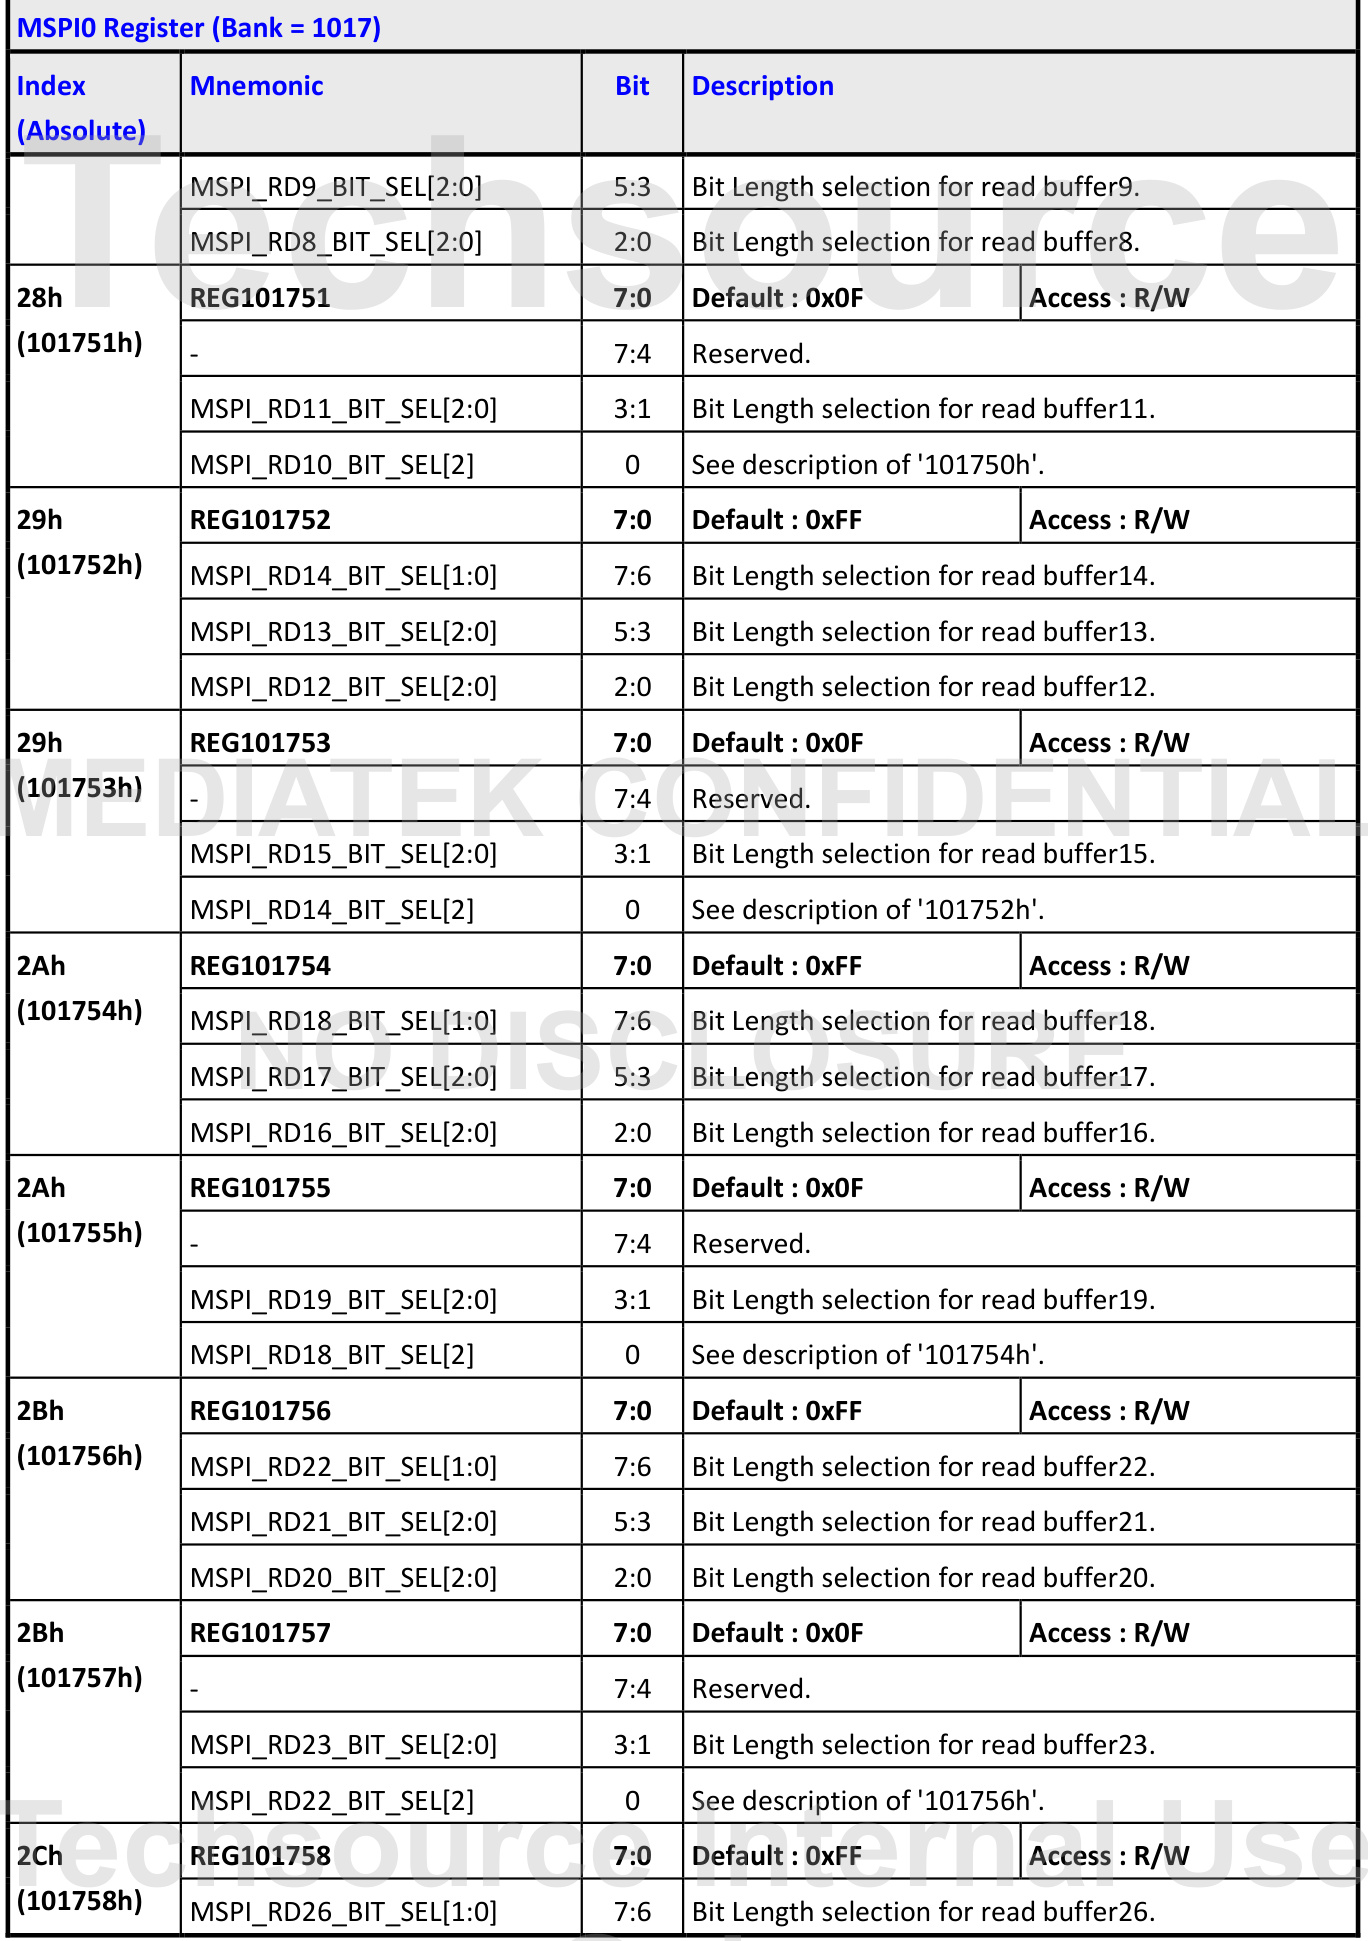 MSPI0 Register (Bank = 1017)
Index (Absolute) Mnemonic Bit Description
MSPI_RD9_BIT_SEL[2:0] 5:3 Bit Length selection for read buffer9.
MSPI_RD8_BIT_SEL[2:0] 2:0 Bit Length selection for read buffer8.
Techsource
28h REG101751 7:0 Default : 0x0F Access : R/W
(101751h)
- 7:4 Reserved.
MSPI_RD11_BIT_SEL[2:0] 3:1 Bit Length selection for read buffer11.
MSPI_RD10_BIT_SEL[2] 0 See description of '101750h'.
29h REG101752 7:0 Default : 0xFF Access : R/W
(101752h)
MSPI_RD14_BIT_SEL[1:0] 7:6 Bit Length selection for read buffer14.
MSPI_RD13_BIT_SEL[2:0] 5:3 Bit Length selection for read buffer13.
MSPI_RD12_BIT_SEL[2:0] 2:0 Bit Length selection for read buffer12.
29h REG101753 7:0 Default : 0x0F Access : R/W
(101753h)
MEDIATEK CONFIDENTIAL
- 7:4 Reserved.
MSPI_RD15_BIT_SEL[2:0] 3:1 Bit Length selection for read buffer15.
MSPI_RD14_BIT_SEL[2] 0 See description of '101752h'.
2Ah REG101754 7:0 Default : 0xFF Access : R/W
(101754h)
MSPI_RD18_BIT_SEL[1:0] 7:6 Bit Length selection for read buffer18.
NO DISCLOSURE
MSPI_RD17_BIT_SEL[2:0] 5:3 Bit Length selection for read buffer17.
MSPI_RD16_BIT_SEL[2:0] 2:0 Bit Length selection for read buffer16.
2Ah REG101755 7:0 Default : 0x0F Access : R/W
(101755h)
- 7:4 Reserved.
MSPI_RD19_BIT_SEL[2:0] 3:1 Bit Length selection for read buffer19.
MSPI_RD18_BIT_SEL[2] 0 See description of '101754h'.
2Bh REG101756 7:0 Default : 0xFF Access : R/W
(101756h)
MSPI_RD22_BIT_SEL[1:0] 7:6 Bit Length selection for read buffer22.
MSPI_RD21_BIT_SEL[2:0] 5:3 Bit Length selection for read buffer21.
MSPI_RD20_BIT_SEL[2:0] 2:0 Bit Length selection for read buffer20.
2Bh REG101757 7:0 Default : 0x0F Access : R/W
(101757h)
- 7:4 Reserved.
MSPI_RD23_BIT_SEL[2:0] 3:1 Bit Length selection for read buffer23.
MSPI_RD22_BIT_SEL[2] 0 See description of '101756h'.
Techsource Internal Use
2Ch REG101758 7:0 Default : 0xFF Access : R/W
(101758h)
MSPI_RD26_BIT_SEL[1:0] 7:6 Bit Length selection for read buffer26.